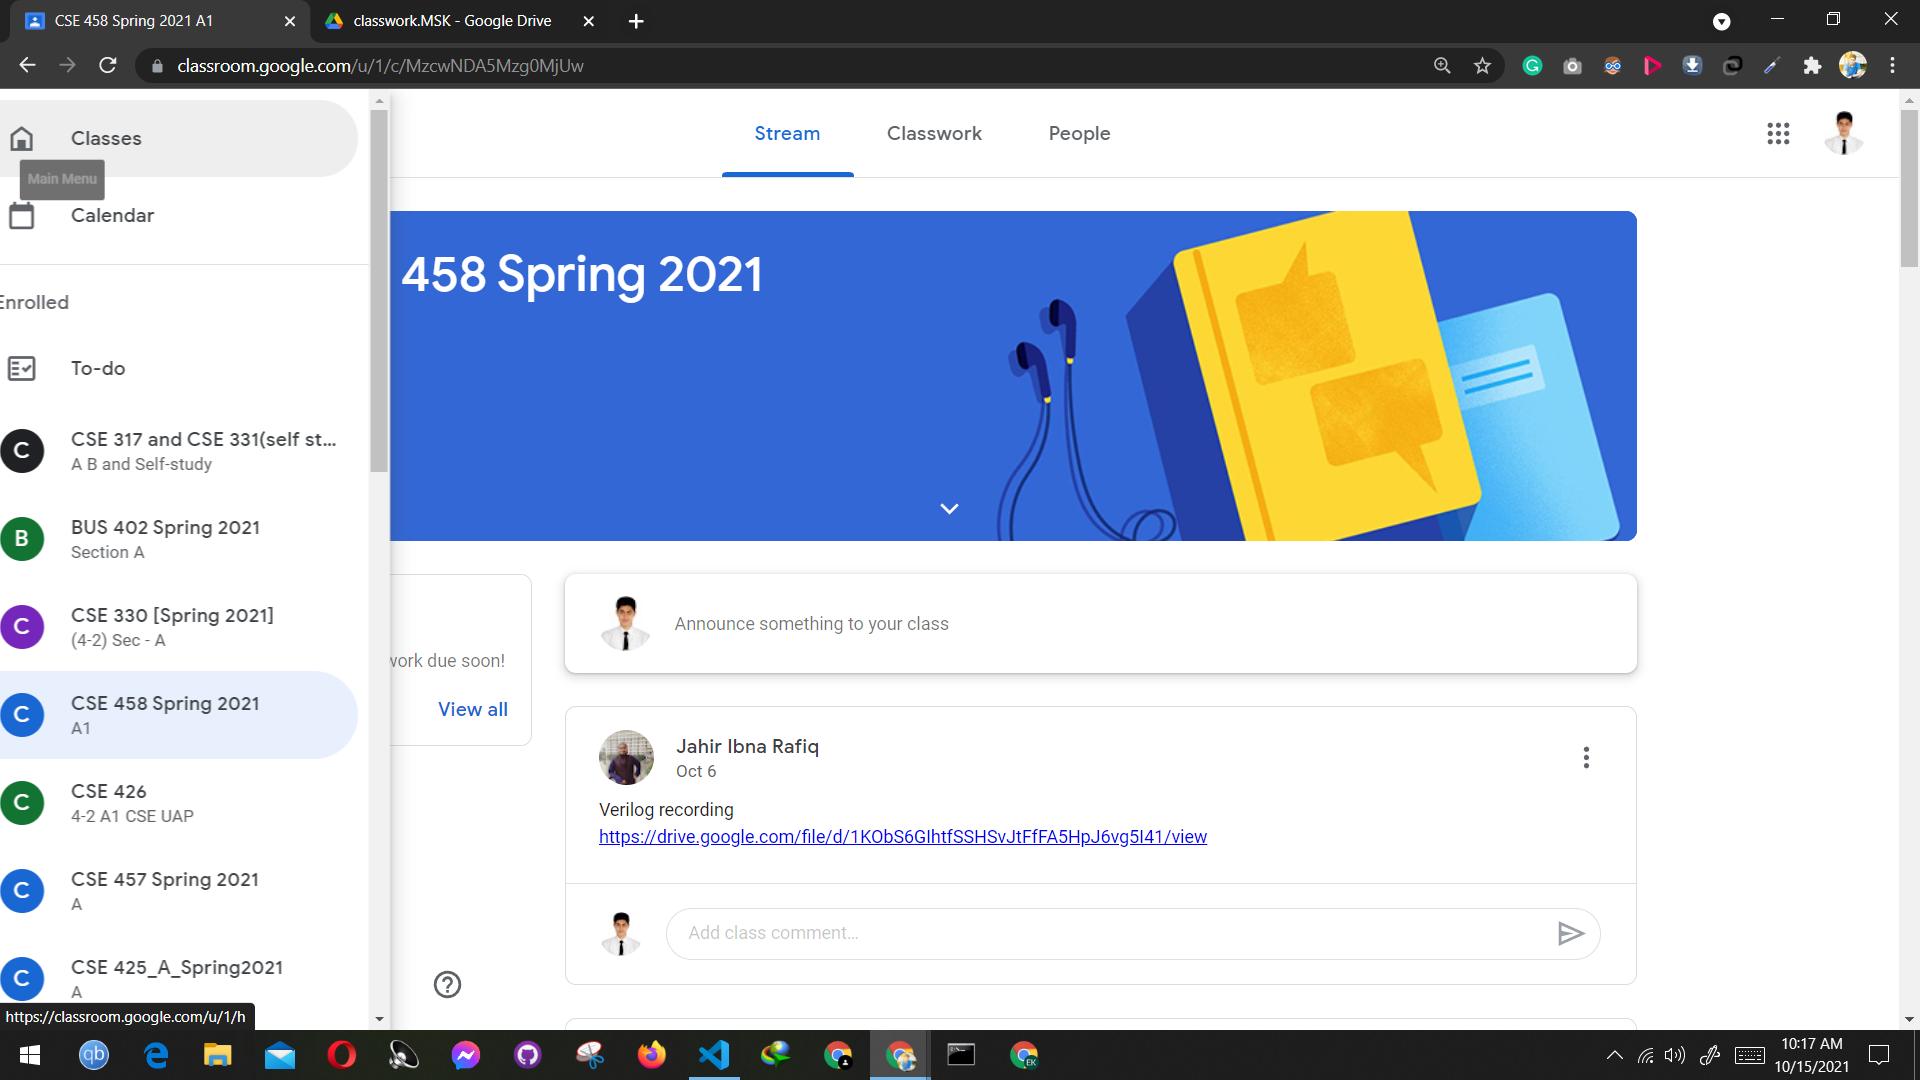 CSE 458 Spring 2021 A1
classwork.MSK - Google Drive
classroom.google.com/u/1/c/MzcwNDA5Mzg0MjUw
Classes
Main Menu
Calendar
Enrolled
To-do
C
CSE 317 and CSE 331(self st...
A B and Self-study
B
BUS 402 Spring 2021
Section A
C
CSE 330 [Spring 2021]
(4-2) Sec - A
C
CSE 458 Spring 2021
A1
C
CSE 426
4-2 A1 CSE UAP
C
CSE 457 Spring 2021
A
C
CSE 425_A_Spring2021
A
https://classroom.google.com/u/1/h
Stream Classwork People
458 Spring 2021
work due soon!
View all
Announce something to your class
Jahir Ibna Rafiq
Oct 6
Verilog recording
https://drive.google.com/file/d/1KObS6GIhtfSSHSvJtFfFA5HpJ6vg5I41/view
Add class comment...
qb
EK
10:17 AM
10/15/2021